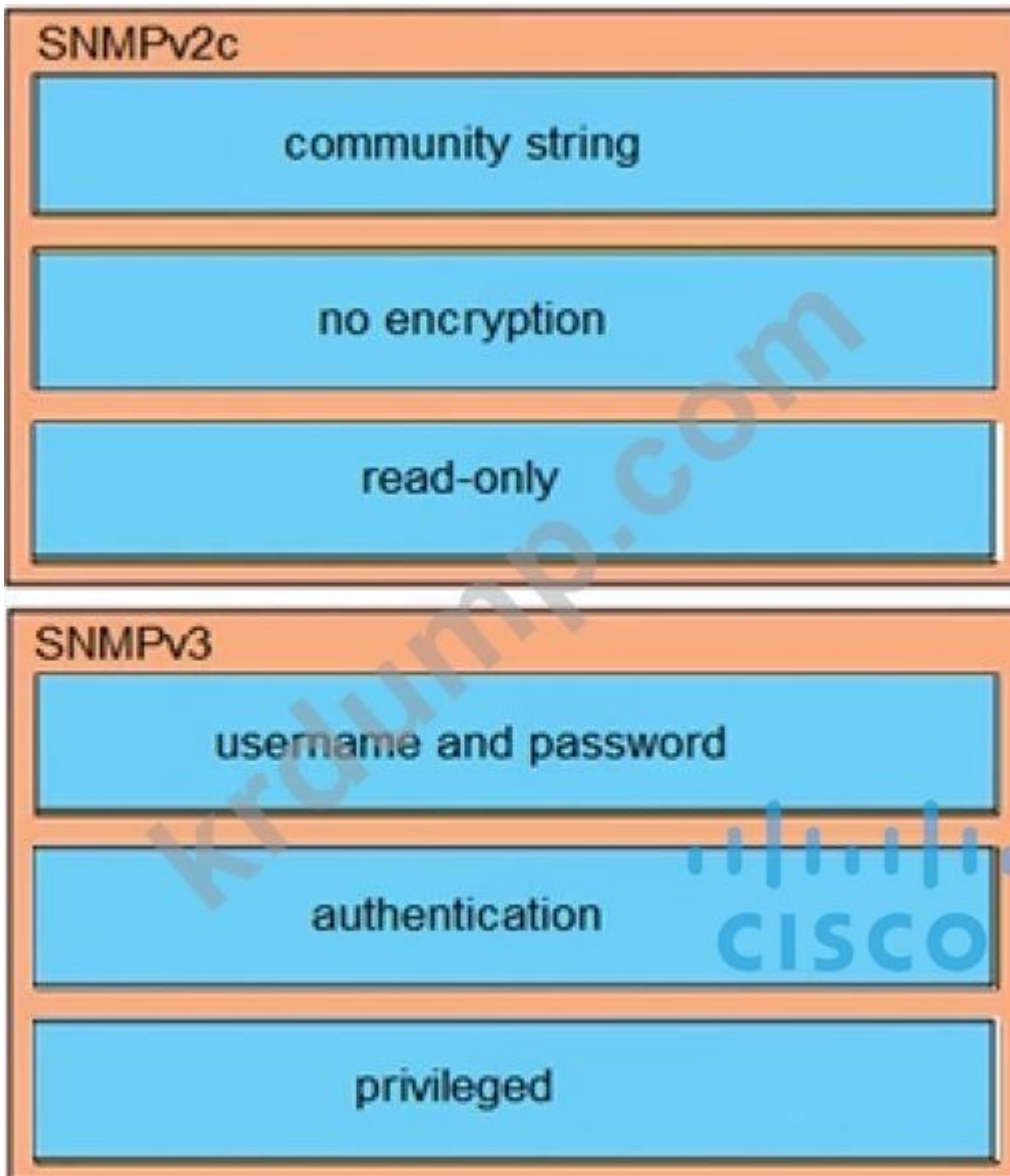 SNMPv2c
community string
no encryption
read-only
SNMPv3
username and password
authentication
privileged
krdump.com
CISCO